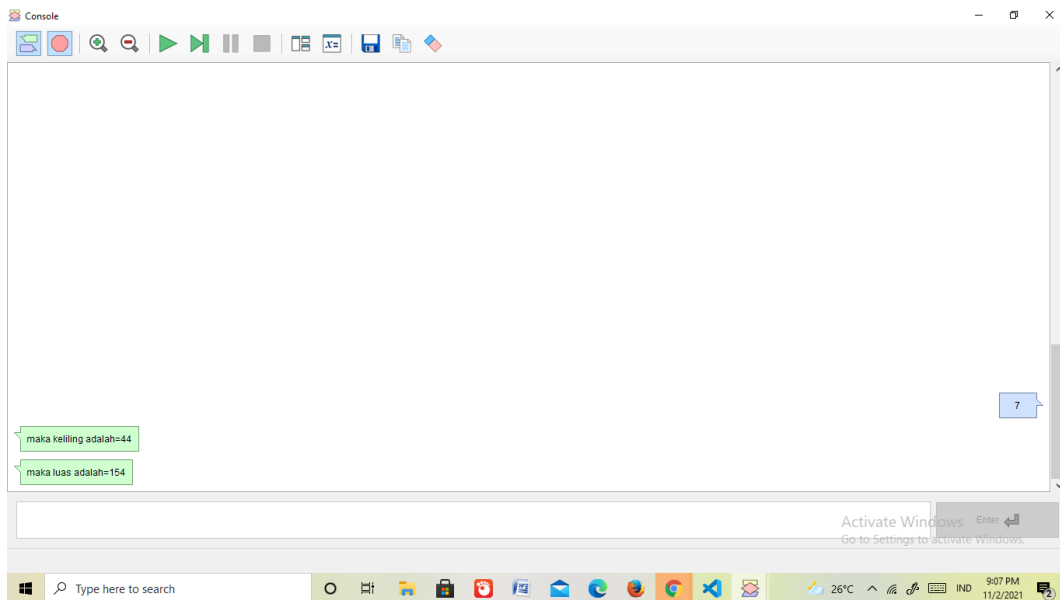 Console
7
maka keliling adalah=44
maka luas adalah=154
Enter
Activate Windows
Go to Settings to activate Windows.
Type here to search
26°C
IND
9:07 PM
11/2/2021
2